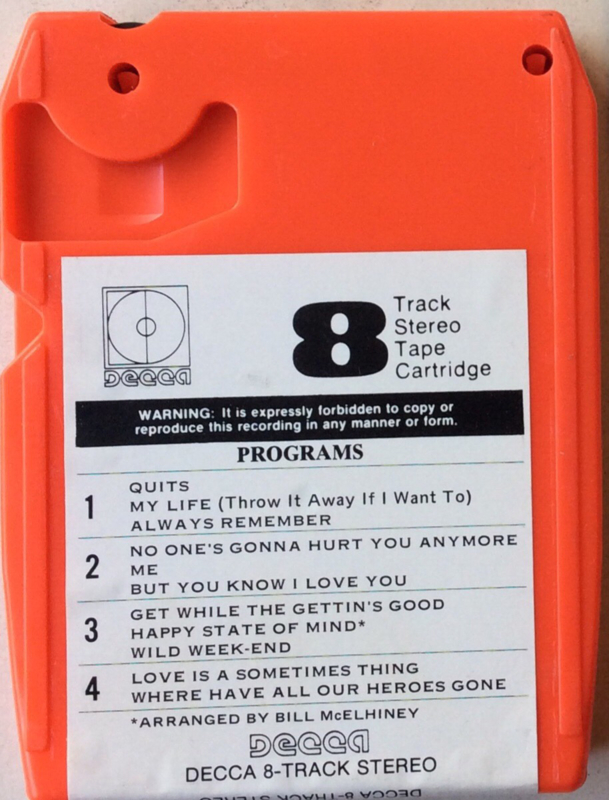 DECCA
8 Track
Stereo
Tape
Cartridge
WARNING: It is expressly forbidden to copy or
reproduce this recording in any manner or form.
PROGRAMS
1
QUITS
MY LIFE (Throw It Away If I Want To)
ALWAYS REMEMBER
2
NO ONE'S GONNA HURT YOU ANYMORE
ME
BUT YOU KNOW I LOVE YOU
3
GET WHILE THE GETTIN'S GOOD
HAPPY STATE OF MIND*
WILD WEEK-END
4
LOVE IS A SOMETIMES THING
WHERE HAVE ALL OUR HEROES GONE
*ARRANGED BY BILL McELHINEY
DECCA
DECCA 8-TRACK STEREO
DECCA 8-TRACK STEREO